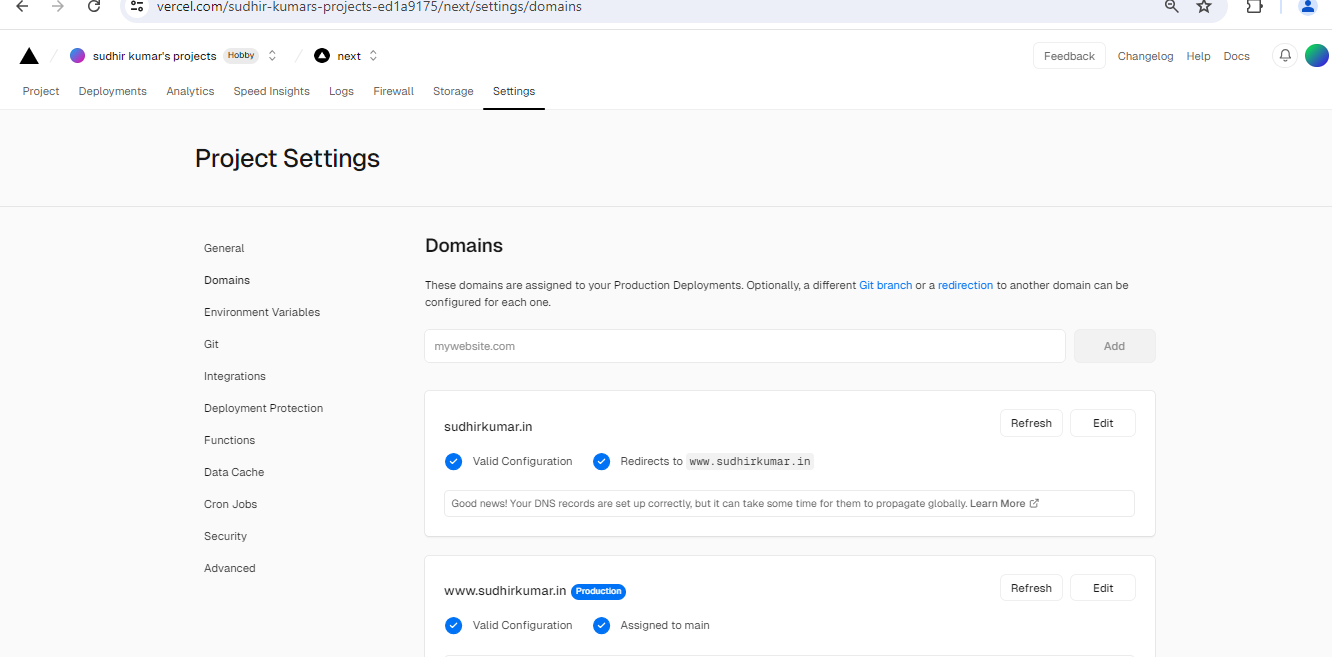 vercel.com/sudhir-kumars-projects-ed1a9175/next/settings/domains
sudhir kumar's projects Hobby next Feedback Changelog Help Docs
Project Deployments Analytics Speed Insights Logs Firewall Storage Settings
Project Settings
General
Domains
Environment Variables
Git
Integrations
Deployment Protection
Functions
Data Cache
Cron Jobs
Security
Advanced
Domains
These domains are assigned to your Production Deployments. Optionally, a different Git branch or a redirection to another domain can be
configured for each one.
mywebsite.com Add
sudhirkumar.in Refresh Edit
Valid Configuration Redirects to www.sudhirkumar.in
Good news! Your DNS records are set up correctly, but it can take some time for them to propagate globally. Learn More
www.sudhirkumar.in Production Refresh Edit
Valid Configuration Assigned to main